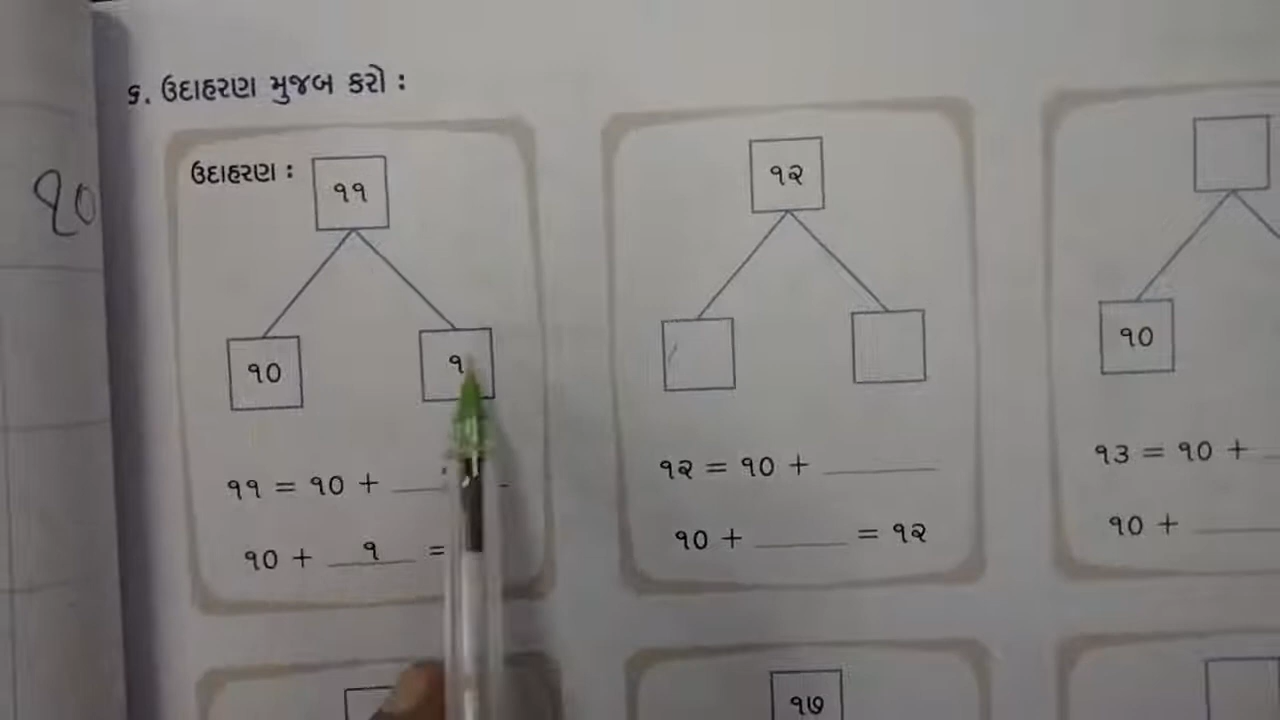 ૬. ઉદાહરણ મુજબ કરો :
ઉદાહરણ : ૧૧
૧૦ ૧
૧૧ = ૧૦ +
૧૦ + ૧ =
૧૨
૧૨ = ૧૦ +
૧૦ + = ૧૨
૧૦
૧૩ = ૧૦ +
૧૦ +
૧૭
૧૦